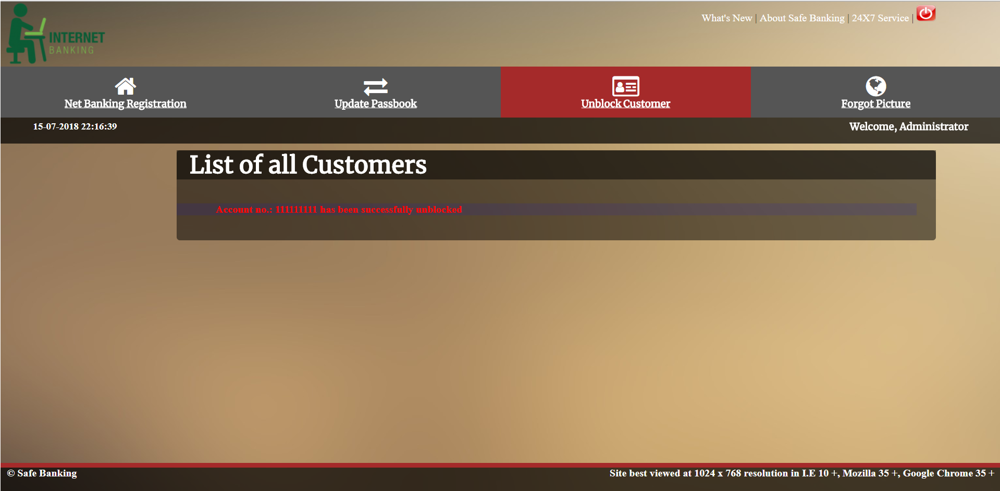 What's New | About Safe Banking | 24X7 Service |
INTERNET
BANKING
Net Banking Registration
Update Passbook
Unblock Customer
Forgot Picture
15-07-2018 22:16:39
Welcome, Administrator
List of all Customers
Account no.: 111111111 has been successfully unblocked
© Safe Banking
Site best viewed at 1024 x 768 resolution in I.E 10 +, Mozilla 35 +, Google Chrome 35 +